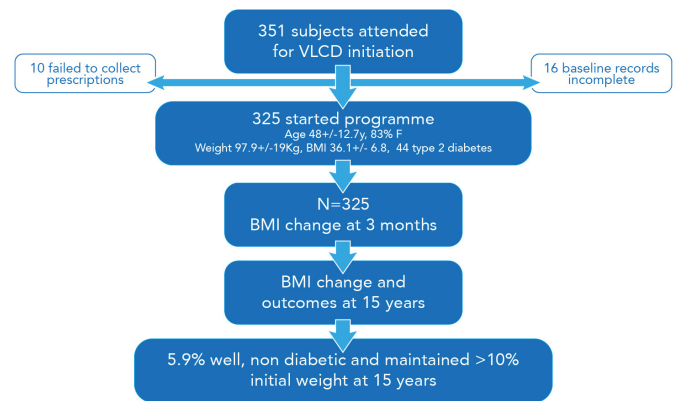 351 subjects attended
for VLCD initiation
10 failed to collect
prescriptions
16 baseline records
incomplete
325 started programme
Age 48+/-12.7y, 83% F
Weight 97.9+/-19Kg, BMI 36.1+/- 6.8, 44 type 2 diabetes
N=325
BMI change at 3 months
BMI change and
outcomes at 15 years
5.9% well, non diabetic and maintained >10%
initial weight at 15 years